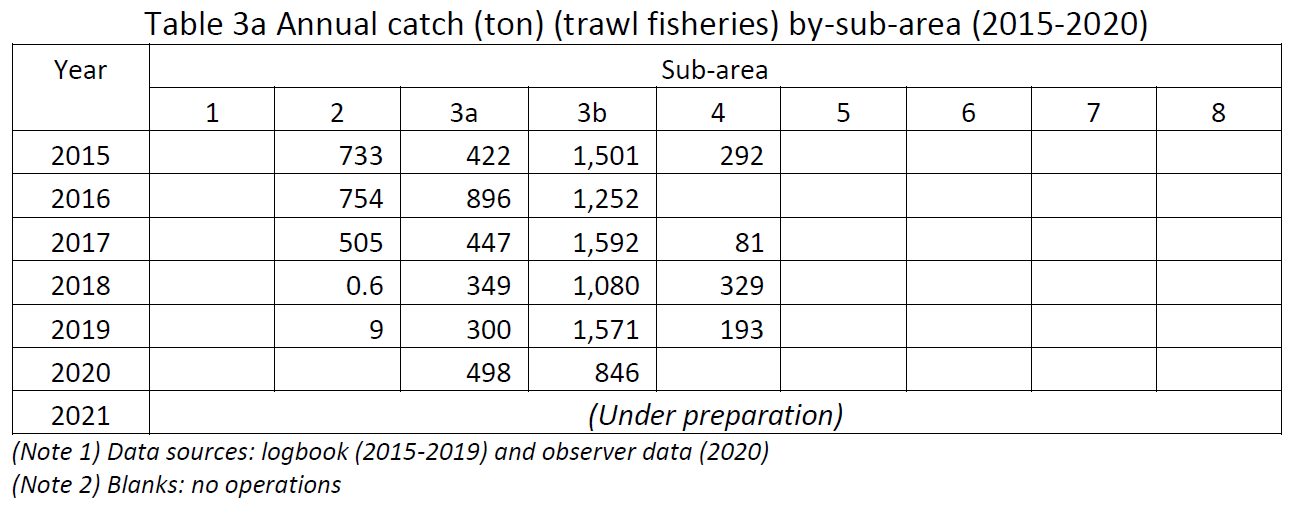 Table 3a Annual catch (ton) (trawl fisheries) by-sub-area (2015-2020)
Year Sub-area
1 2 3a 3b 4 5 6 7 8
2015 733 422 1,501 292
2016 754 896 1,252
2017 505 447 1,592 81
2018 0.6 349 1,080 329
2019 9 300 1,571 193
2020 498 846
2021 (Under preparation)
(Note 1) Data sources: logbook (2015-2019) and observer data (2020)
(Note 2) Blanks: no operations